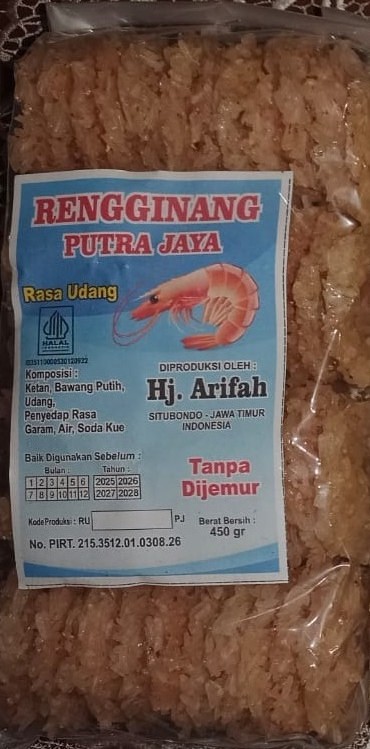 RENGGINANG
PUTRA JAYA
Rasa Udang
HALAL
INDONESIA
ID35110000530120922
Komposisi :
Ketan, Bawang Putih,
Udang,
Penyedap Rasa
Garam, Air, Soda Kue
DIPRODUKSI OLEH :
Hj. Arifah
SITUBONDO - JAWA TIMUR
INDONESIA
Baik Digunakan Sebelum :
Bulan : Tahun :
1 2 3 4 5 6 2025 2026
7 8 9 10 11 12 2027 2028
Tanpa
Dijemur
Kode Produksi : RU PJ
Berat Bersih :
450 gr
No. PIRT. 215.3512.01.0308.26